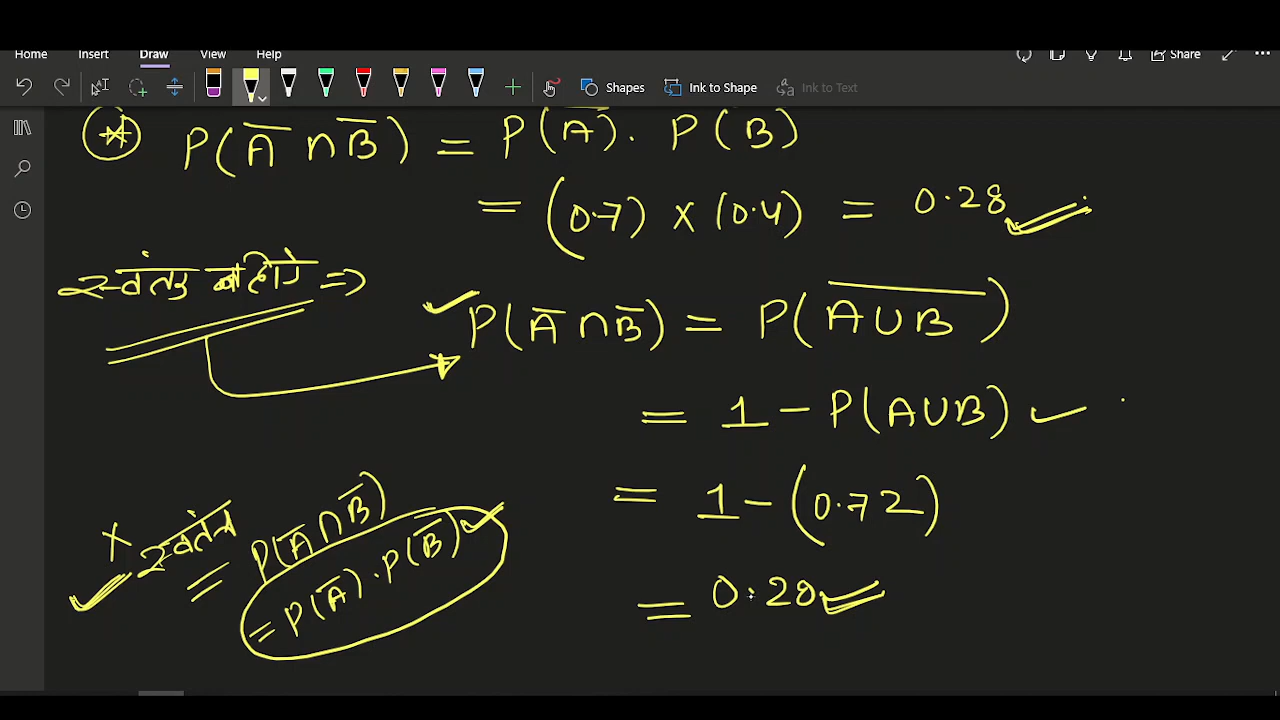 Home Insert Draw View Help Share
Shapes Ink to Shape Ink to Text
P(A̅ ∩ B̅) = P(A̅). P(B)
= (0.7) × (0.4) = 0.28
स्वतंत्र =>
P(A̅ ∩ B̅) = P(A̅ ∪̅ B̅)
= 1 - P(A∪B)
= 1 - (0.72)
= 0.28
× स्वतंत्र = P(A̅ ∩ B̅)
= P(A̅) . P(B̅)